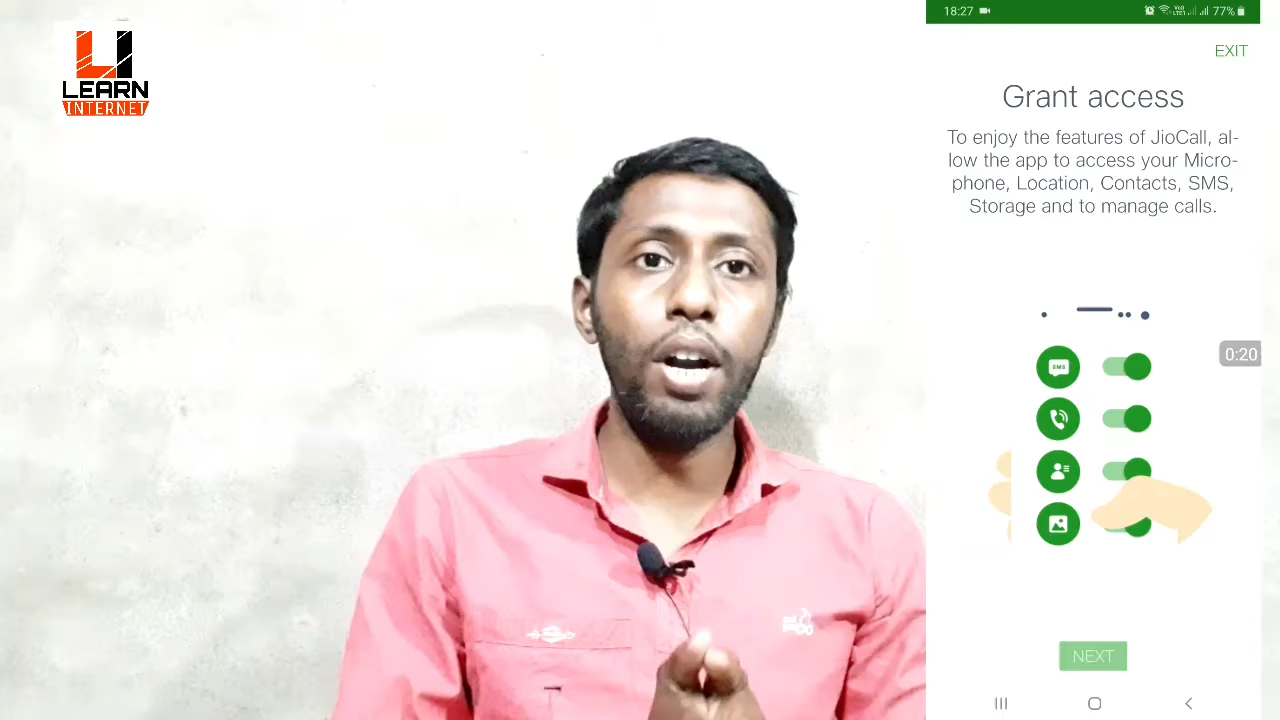 LEARN
INTERNET
18:27
77%
EXIT
Grant access
To enjoy the features of JioCall, al-
low the app to access your Micro-
phone, Location, Contacts, SMS,
Storage and to manage calls.
0:20
SMS
NEXT